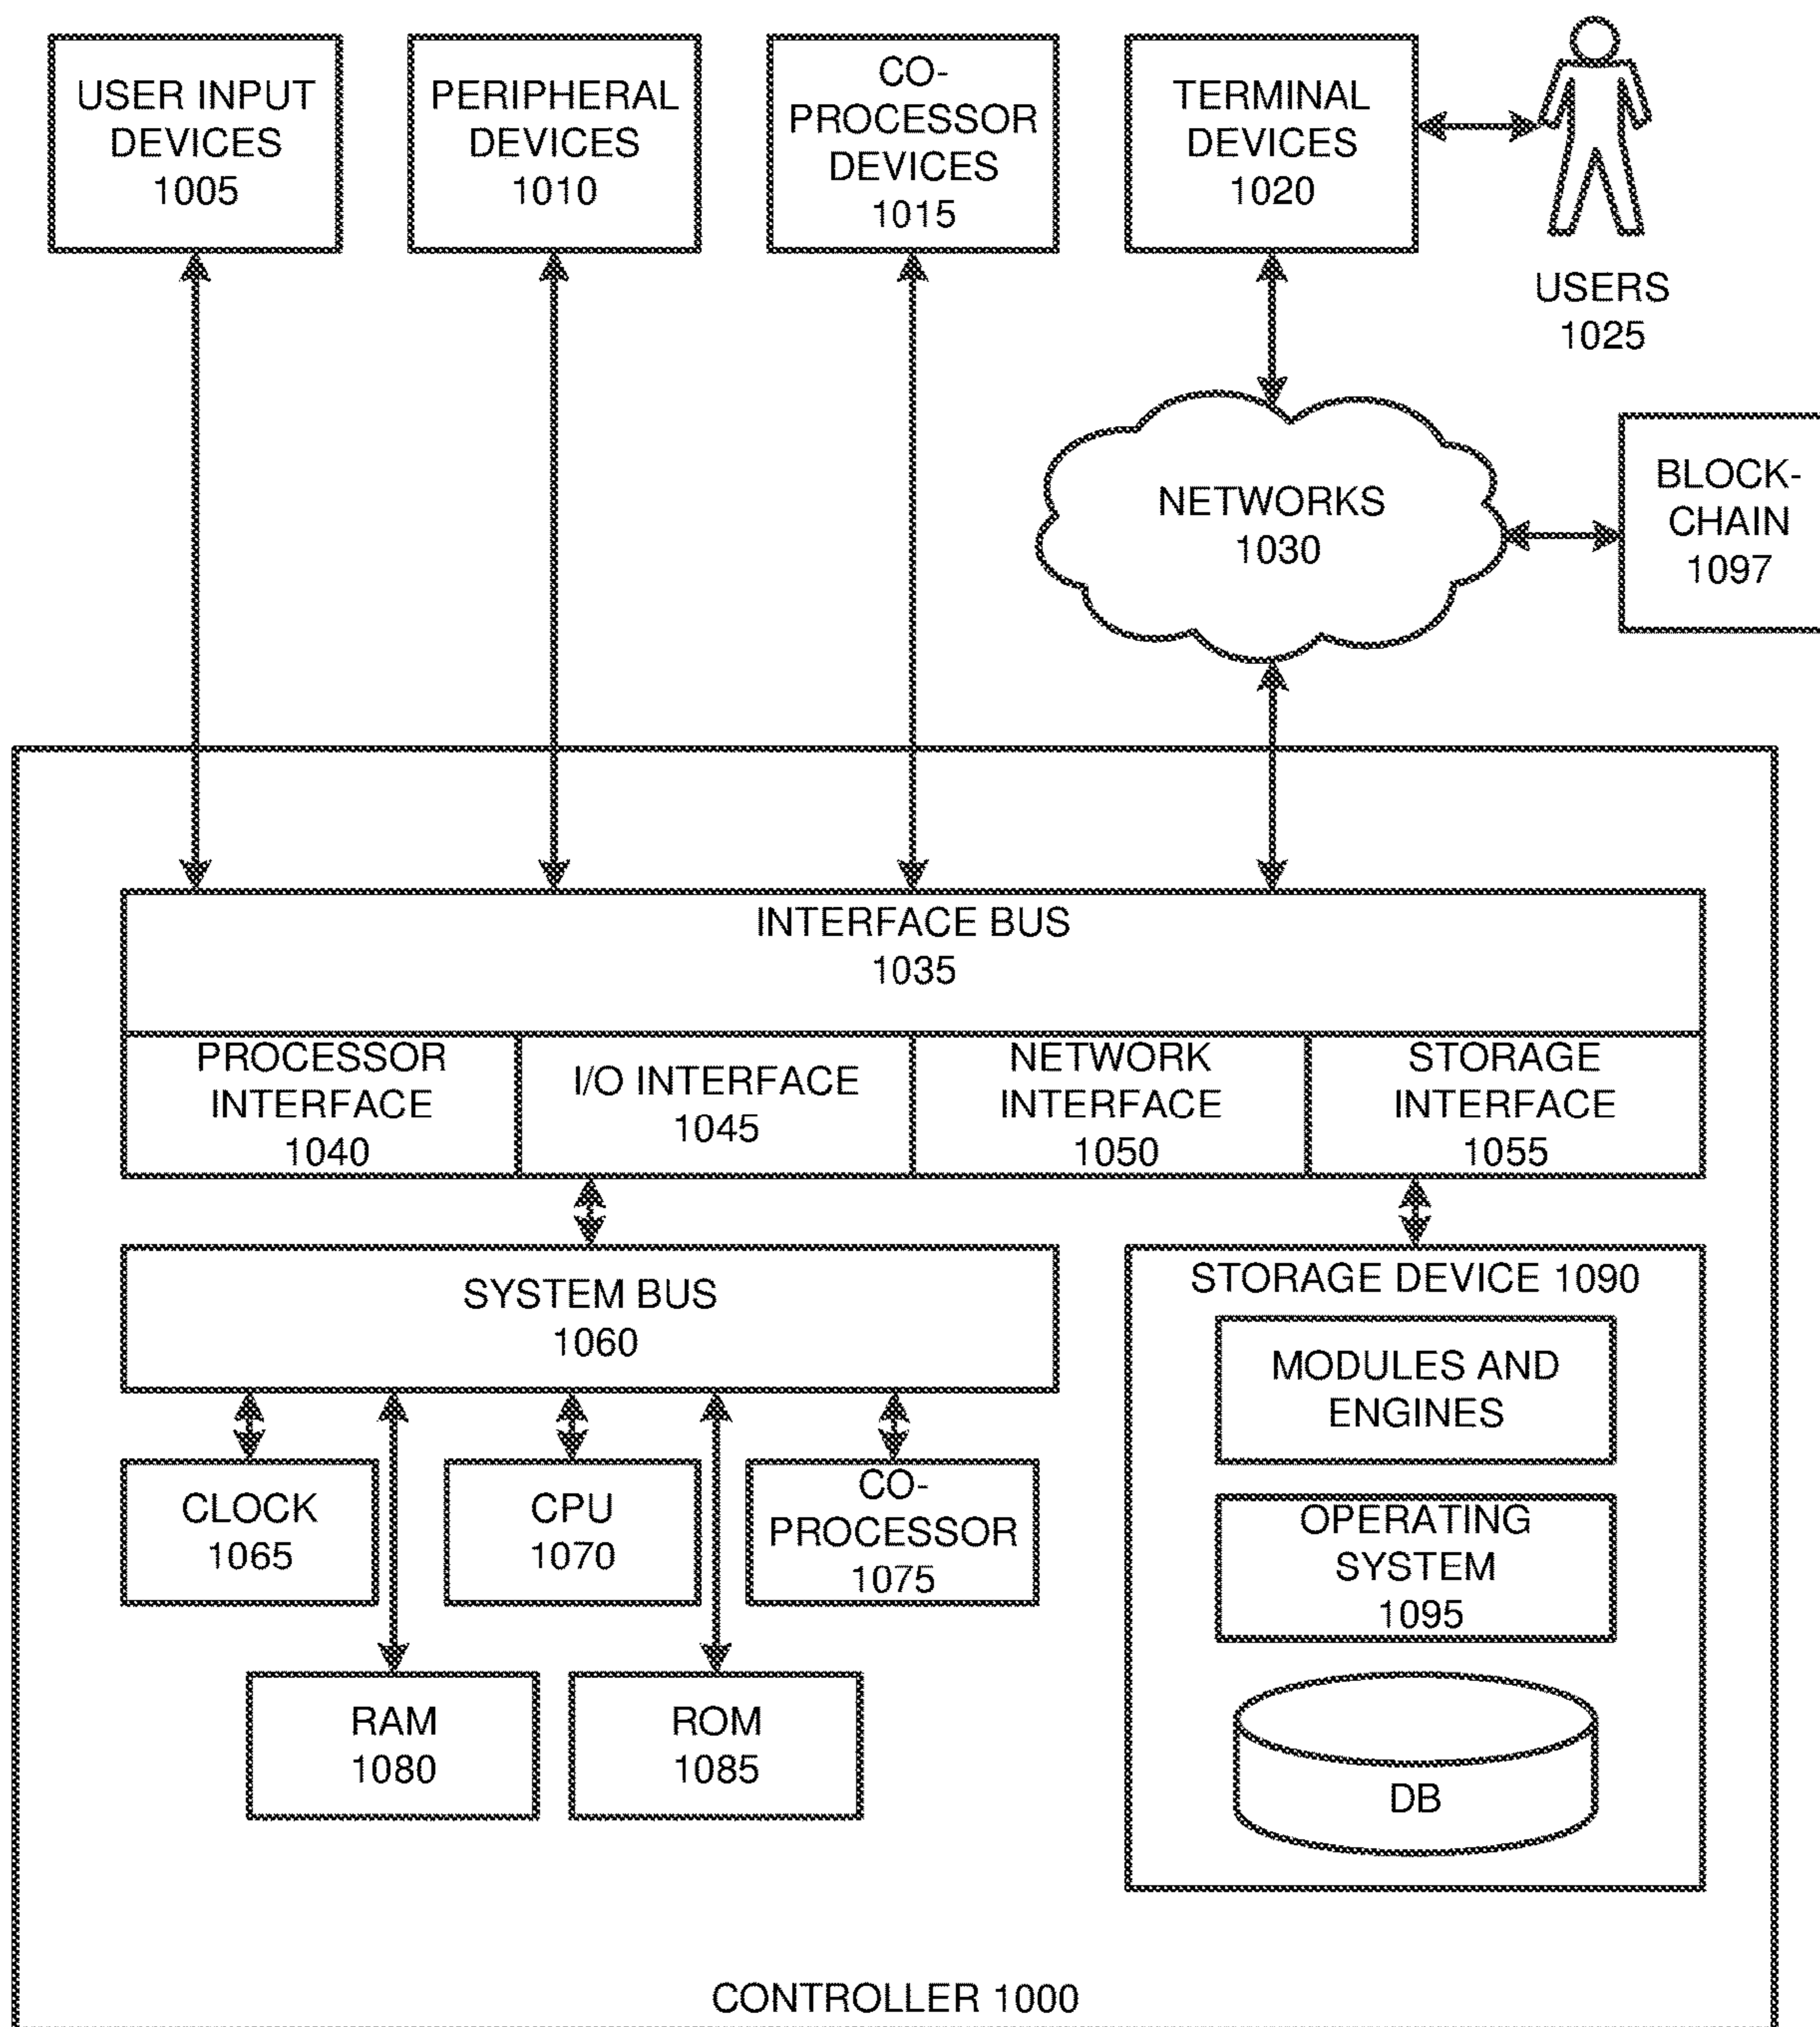 USER INPUT
DEVICES
1005
PERIPHERAL
DEVICES
1010
CO-
PROCESSOR
DEVICES
1015
TERMINAL
DEVICES
1020
USERS
1025
NETWORKS
1030
BLOCK-
CHAIN
1097
INTERFACE BUS
1035
PROCESSOR
INTERFACE
1040
I/O INTERFACE
1045
NETWORK
INTERFACE
1050
STORAGE
INTERFACE
1055
SYSTEM BUS
1060
CLOCK
1065
CPU
1070
CO-
PROCESSOR
1075
RAM
1080
ROM
1085
STORAGE DEVICE 1090
MODULES AND
ENGINES
OPERATING
SYSTEM
1095
DB
CONTROLLER 1000